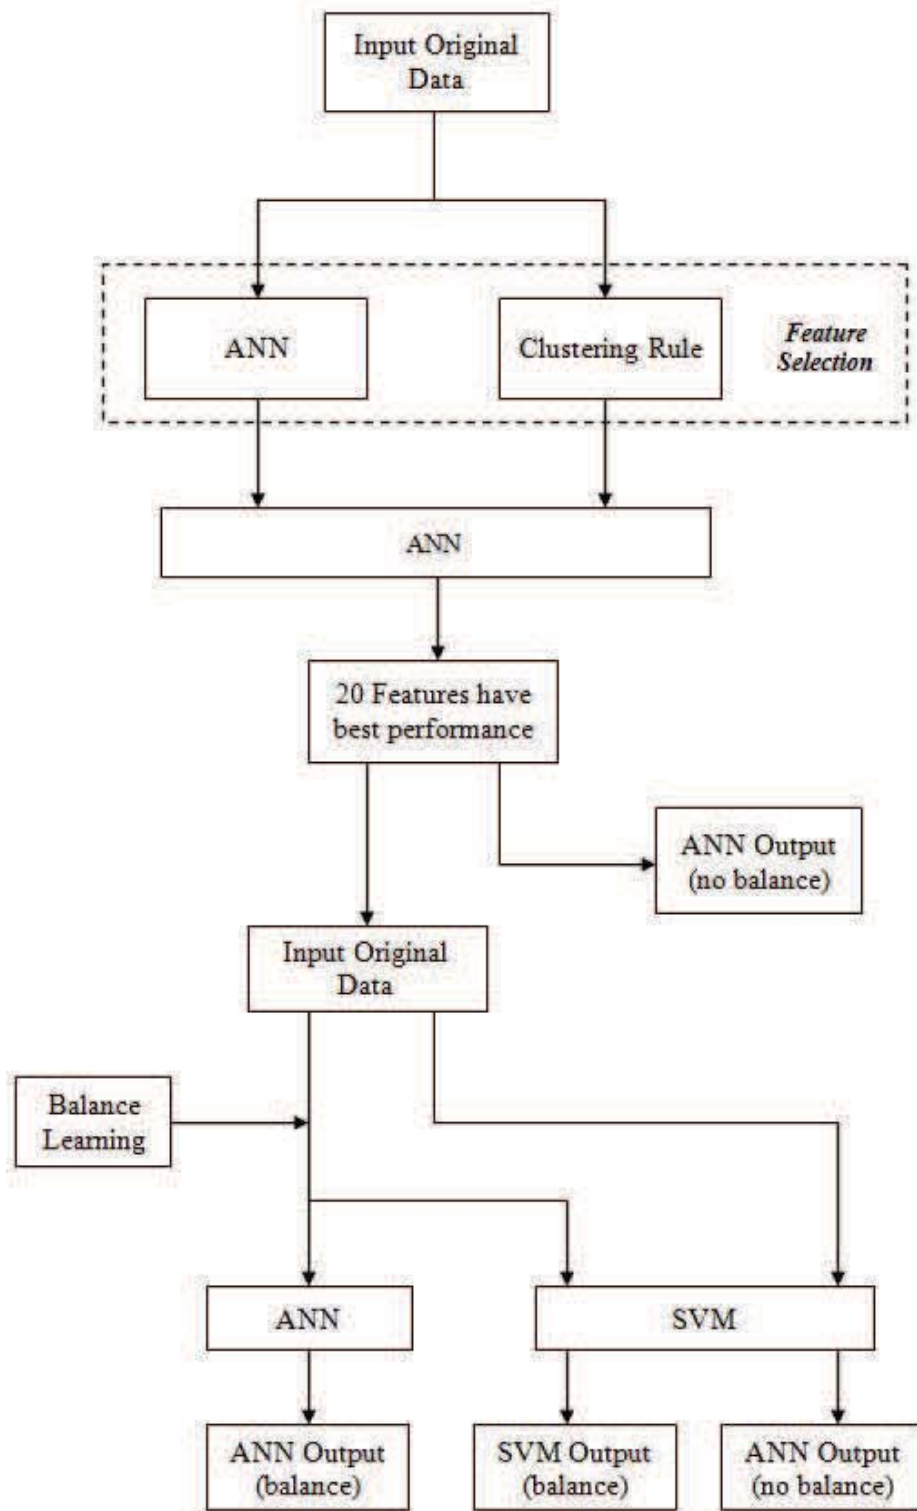 Input Original
Data
ANN
Clustering Rule
Feature
Selection
ANN
20 Features have
best performance
ANN Output
(no balance)
Input Original
Data
Balance
Learning
ANN
SVM
ANN Output
(balance)
SVM Output
(balance)
ANN Output
(no balance)